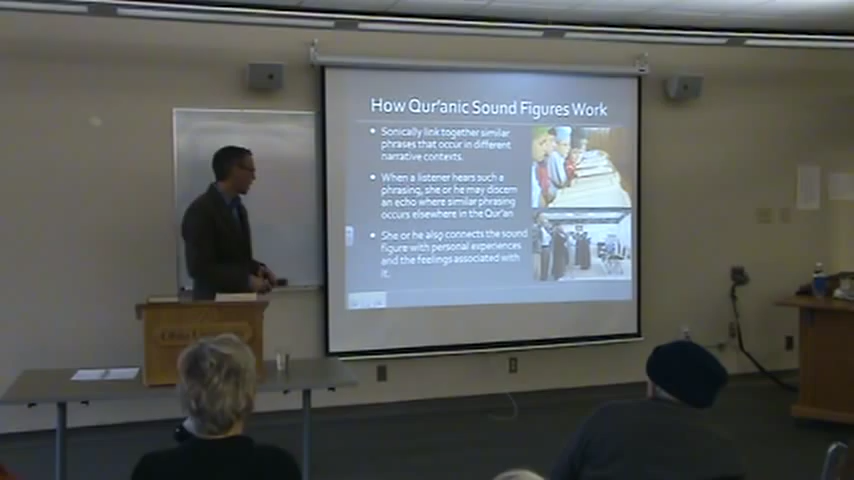 How Qur'anic Sound Figures Work
• Sonically link together similar
phrases that occur in different
narrative contexts.
• When a listener hears such a
phrasing, she or he may discern
an echo where similar phrasing
occurs elsewhere in the Qur'an
• She or he also connects the sound
figure with personal experiences
and the feelings associated with
it.
Ohio University